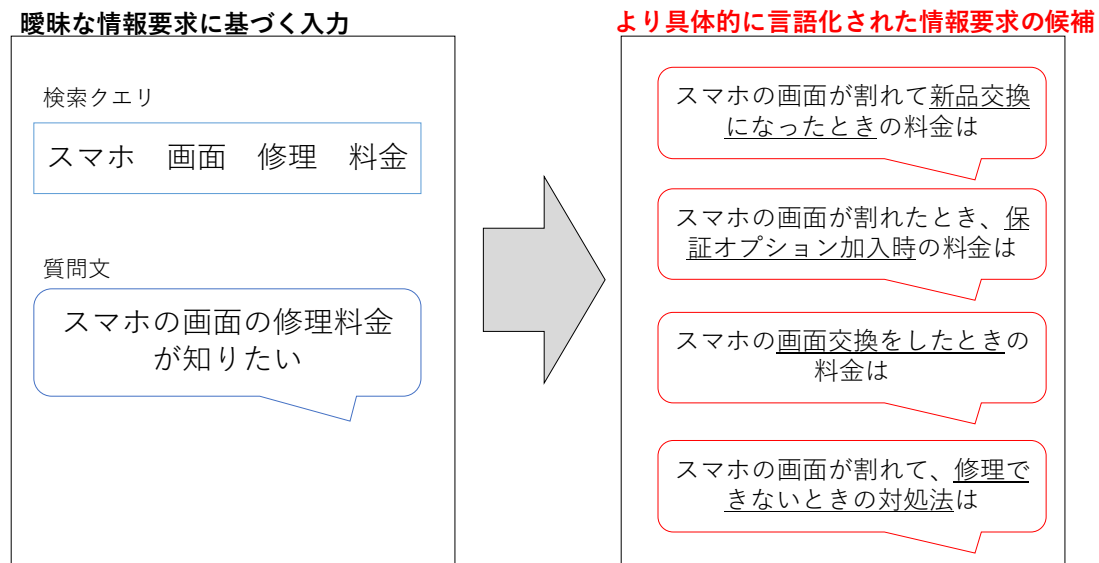 曖昧な情報要求に基づく入力
検索クエリ
スマホ　画面　修理　料金
質問文
スマホの画面の修理料金
が知りたい
より具体的に言語化された情報要求の候補
スマホの画面が割れて新品交換
になったときの料金は
スマホの画面が割れたとき、保
証オプション加入時の料金は
スマホの画面交換をしたときの
料金は
スマホの画面が割れて、修理で
きないときの対処法は